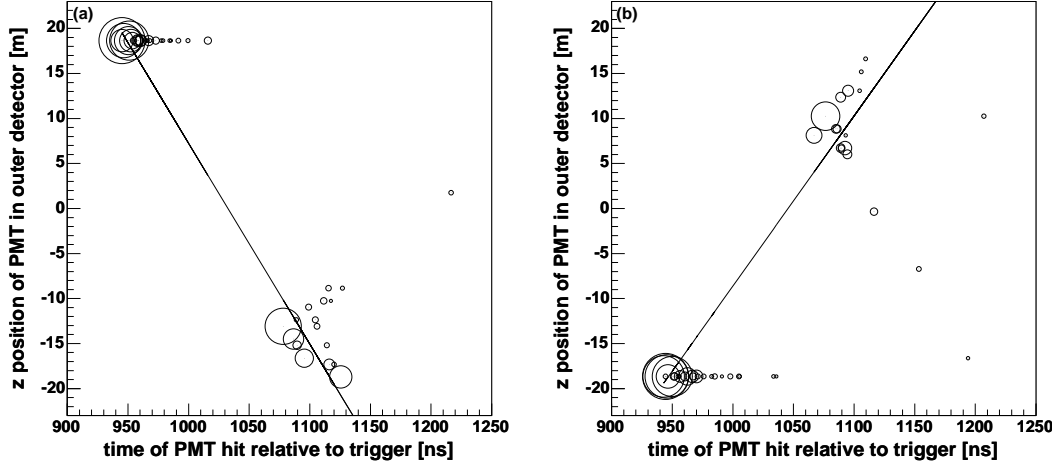 (a)
z position of PMT in outer detector [m]
20
15
10
5
0
-5
-10
-15
-20
900 950 1000 1050 1100 1150 1200 1250
time of PMT hit relative to trigger [ns]
(b)
z position of PMT in outer detector [m]
20
15
10
5
0
-5
-10
-15
-20
900 950 1000 1050 1100 1150 1200 1250
time of PMT hit relative to trigger [ns]